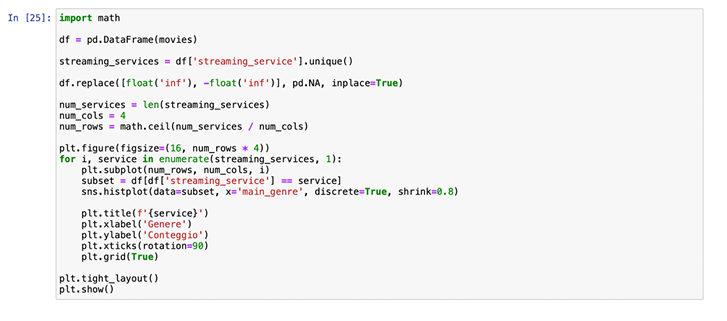 In [25]: import math
df = pd.DataFrame(movies)
streaming_services = df['streaming_service'].unique()
df.replace([float('inf'), -float('inf')], pd.NA, inplace=True)
num_services = len(streaming_services)
num_cols = 4
num_rows = math.ceil(num_services / num_cols)
plt.figure(figsize=(16, num_rows * 4))
for i, service in enumerate(streaming_services, 1):
    plt.subplot(num_rows, num_cols, i)
    subset = df[df['streaming_service'] == service]
    sns.histplot(data=subset, x='main_genre', discrete=True, shrink=0.8)
    plt.title(f'{service}')
    plt.xlabel('Genere')
    plt.ylabel('Conteggio')
    plt.xticks(rotation=90)
    plt.grid(True)
plt.tight_layout()
plt.show()